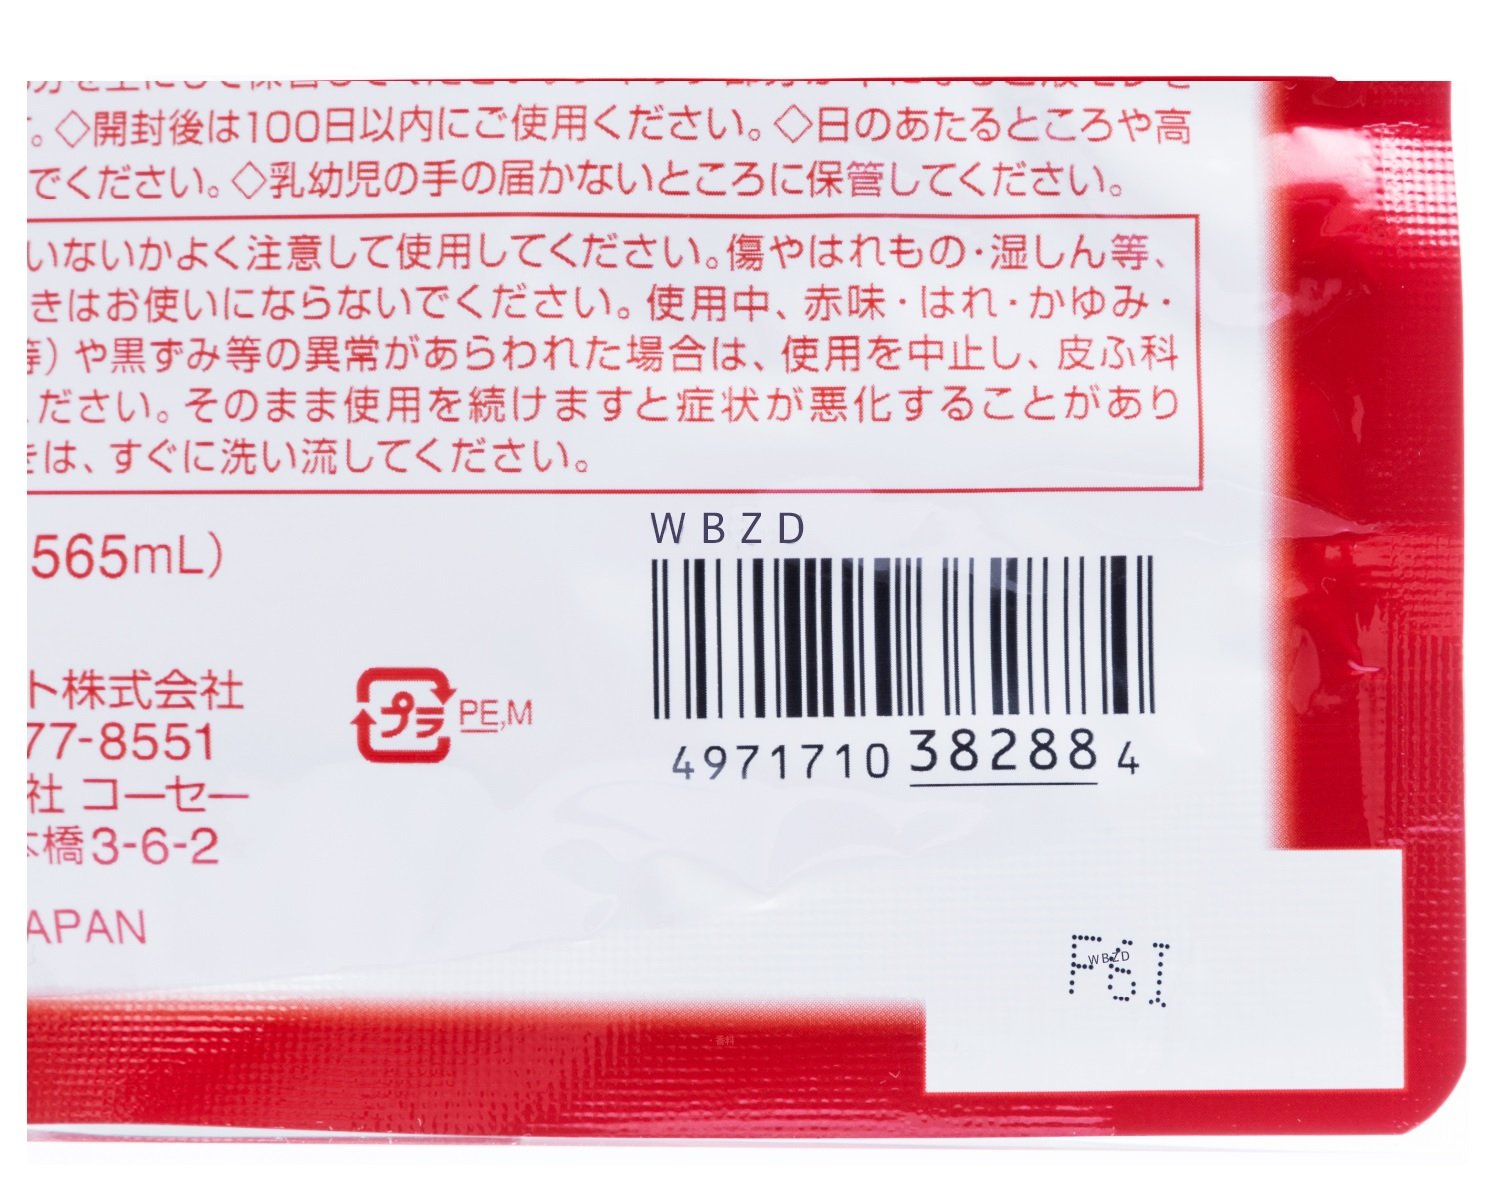 。◇開封後は100日以内にご使用ください。◇日のあたるところや高
でください。◇乳幼児の手の届かないところに保管してください。
いないかよく注意して使用してください。傷やはれもの・湿しん等、
きはお使いにならないでください。使用中、赤味・はれ・かゆみ・
等）や黒ずみ等の異常があらわれた場合は、使用を中止し、皮ふ科
ください。そのまま使用を続けますと症状が悪化することがあり
きは、すぐに洗い流してください。
565mL）
WBZD
4971710 38288 4
ト株式会社
77-8551
社 コーセー
本橋3-6-2
APAN
プラ PE,M
F6I
WBZD
香料